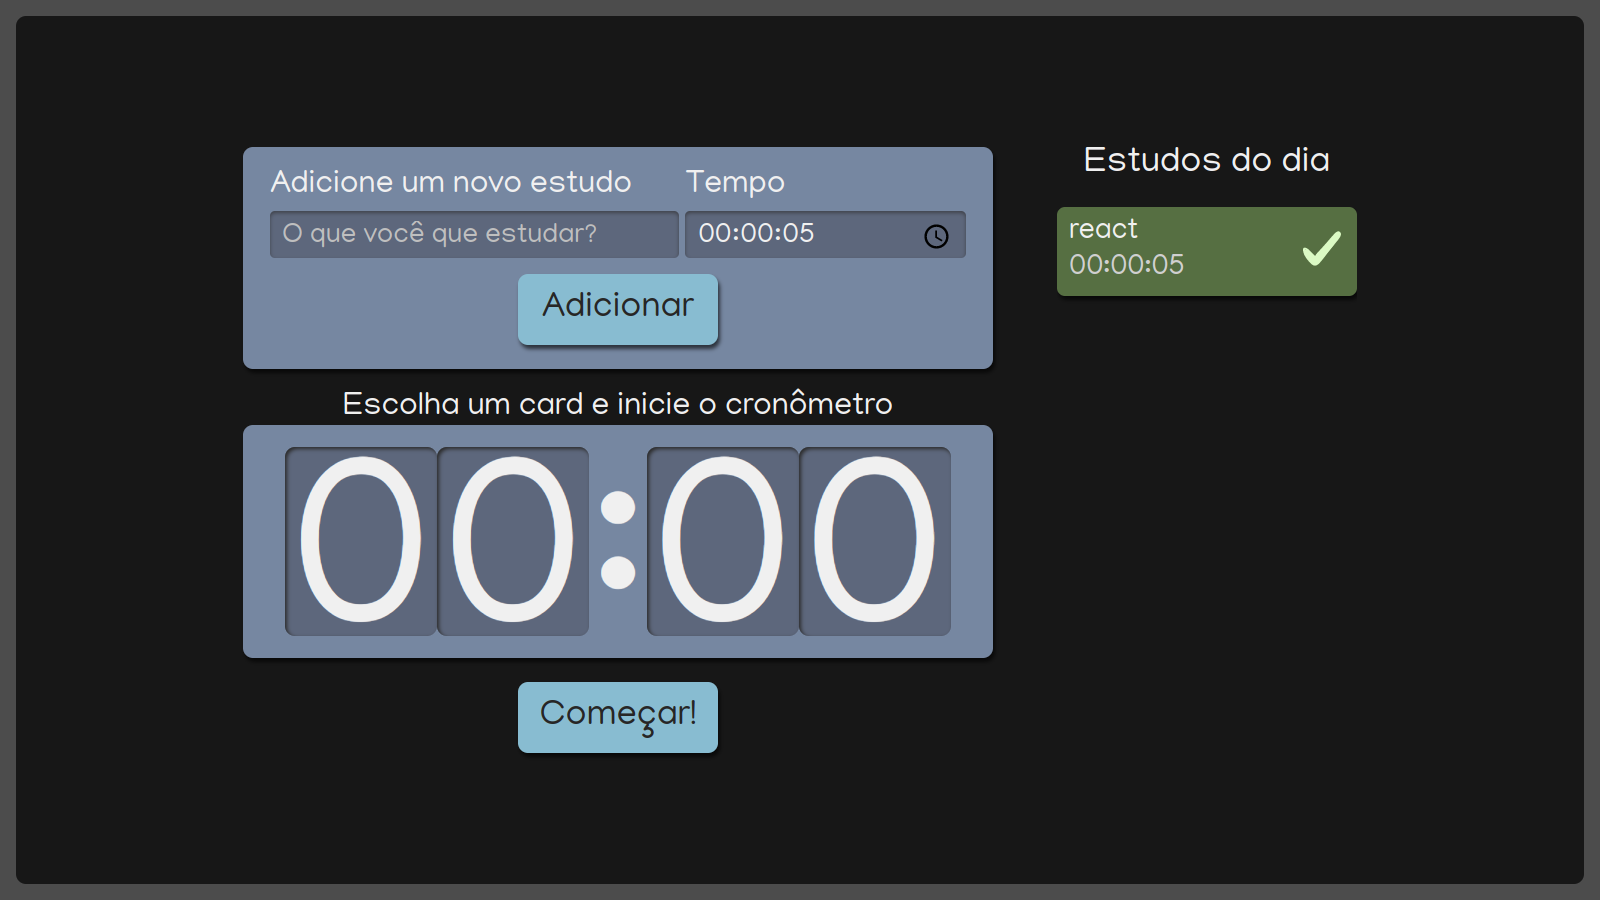 Adicione um novo estudo
Tempo
O que você que estudar?
00:00:05
Adicionar
Escolha um card e inicie o cronômetro
00:00
Começar!
Estudos do dia
react
00:00:05